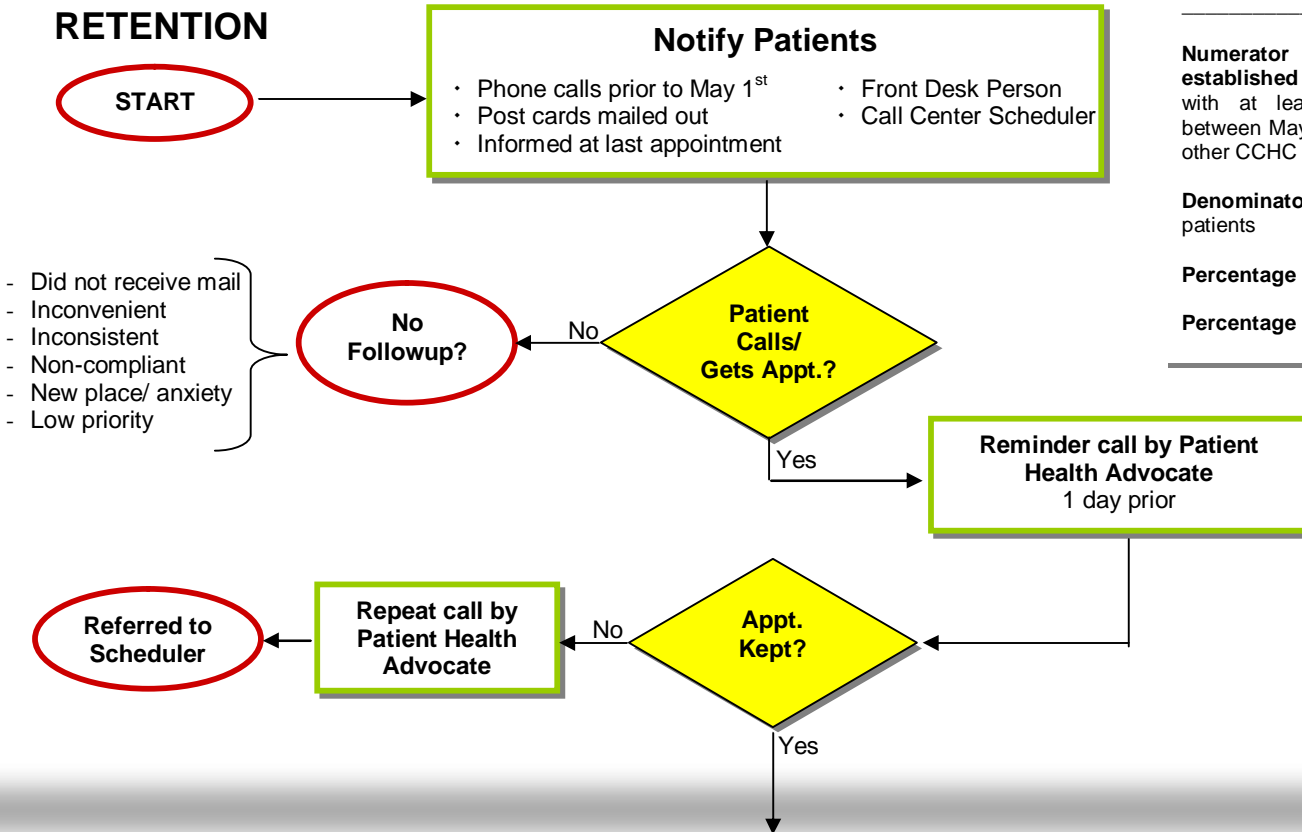 RETENTION
START
Notify Patients
· Phone calls prior to May 1st
· Post cards mailed out
· Informed at last appointment
· Front Desk Person
· Call Center Scheduler
Numerator
established
with at
between
other CCHC
patients
Percentage
Percentage
- Did not receive mail
- Inconvenient
- Inconsistent
- Non-compliant
- New place/ anxiety
- Low priority
No
Followup?
No
Patient
Calls/
Gets Appt.?
Yes
Reminder call by Patient
Health Advocate
1 day prior
Referred to
Scheduler
Repeat call by
Patient Health
Advocate
No
Appt.
Kept?
Yes